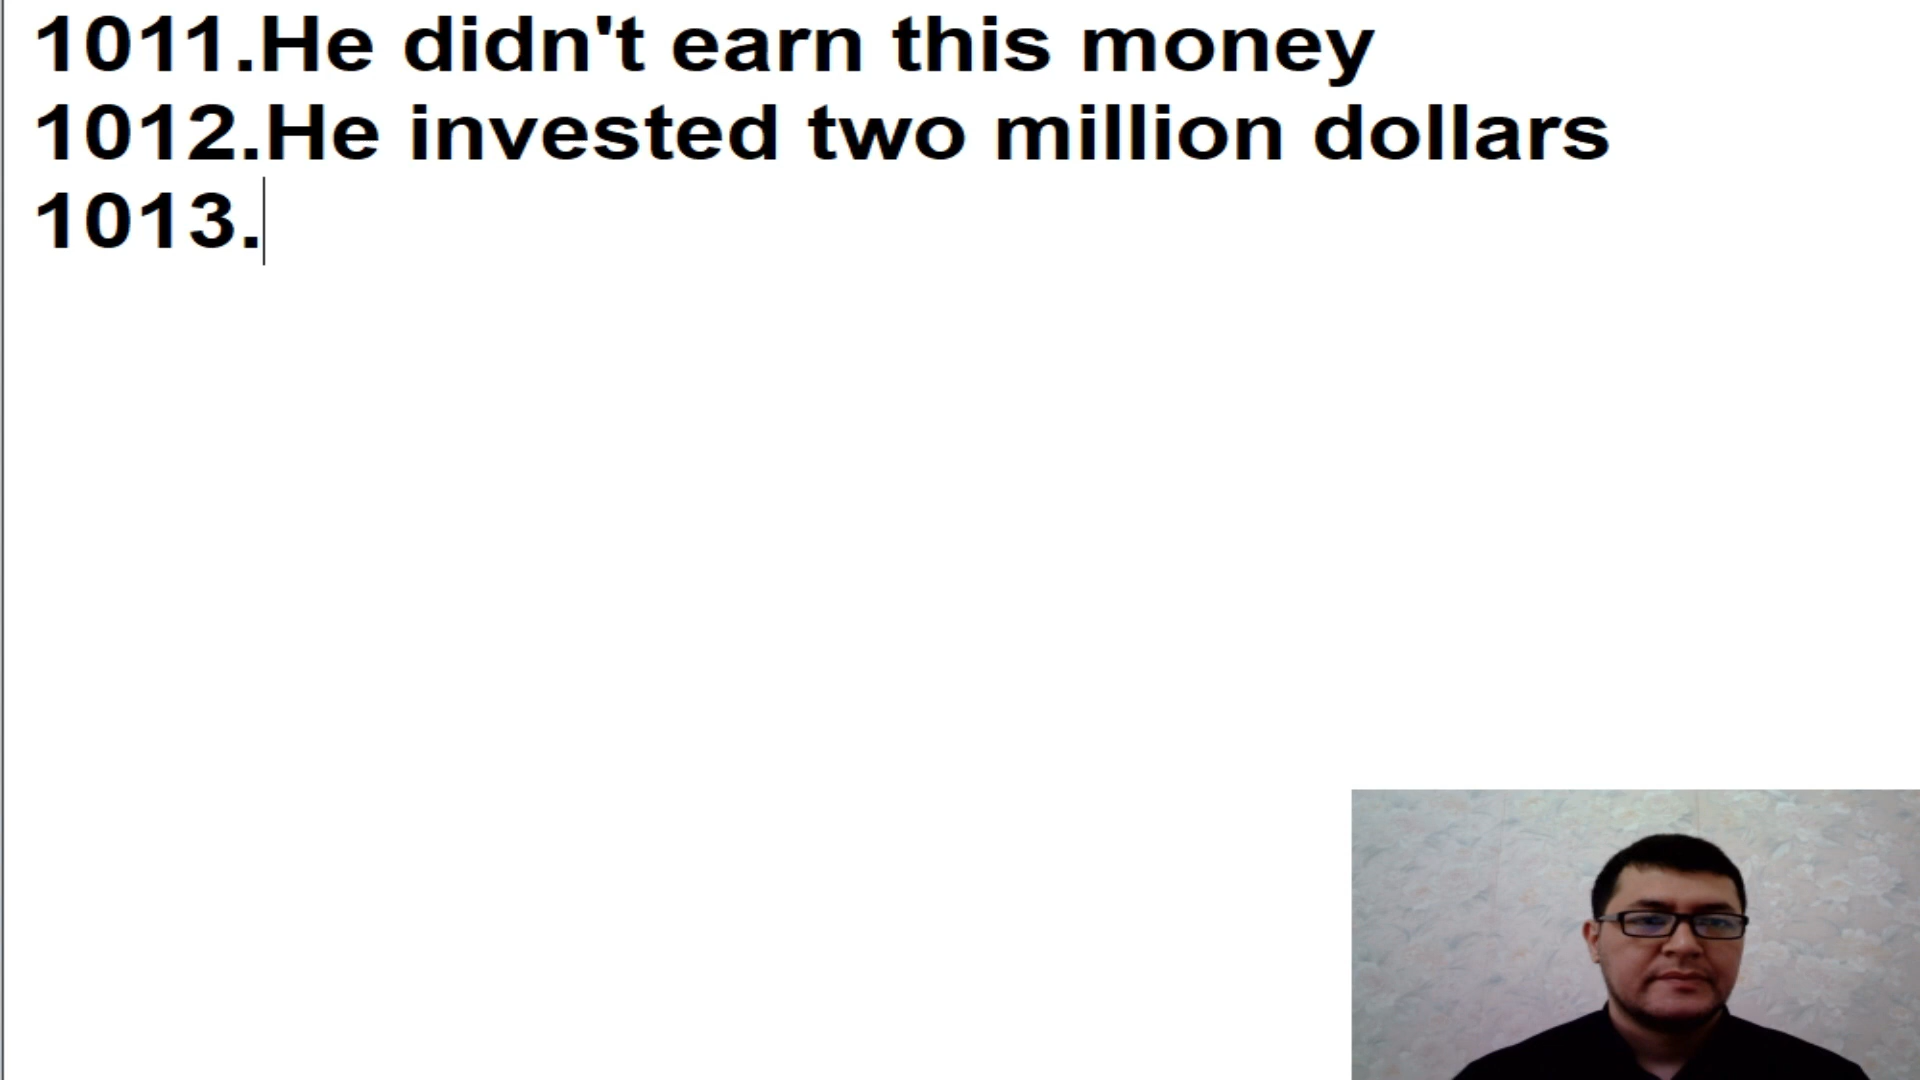 1011.He didn't earn this money
1012.He invested two million dollars
1013.